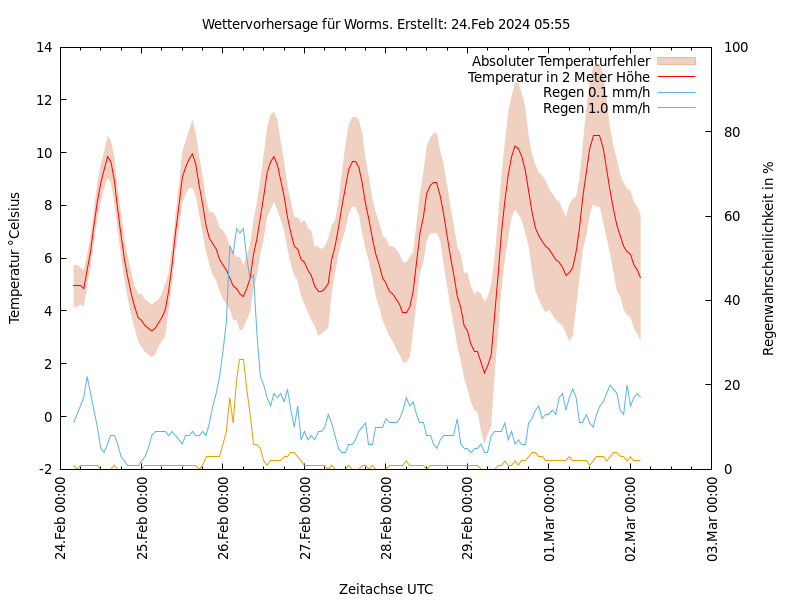 Wettervorhersage für Worms. Erstellt: 24.Feb 2024 05:55
Absoluter Temperaturfehler
Temperatur in 2 Meter Höhe
Regen 0.1 mm/h
Regen 1.0 mm/h
Temperatur °Celsius
14
12
10
8
6
4
2
0
-2
100
80
60
40
20
0
Regenwahrscheinlichkeit in %
24.Feb 00:00
25.Feb 00:00
26.Feb 00:00
27.Feb 00:00
28.Feb 00:00
29.Feb 00:00
01.Mar 00:00
02.Mar 00:00
03.Mar 00:00
Zeitachse UTC